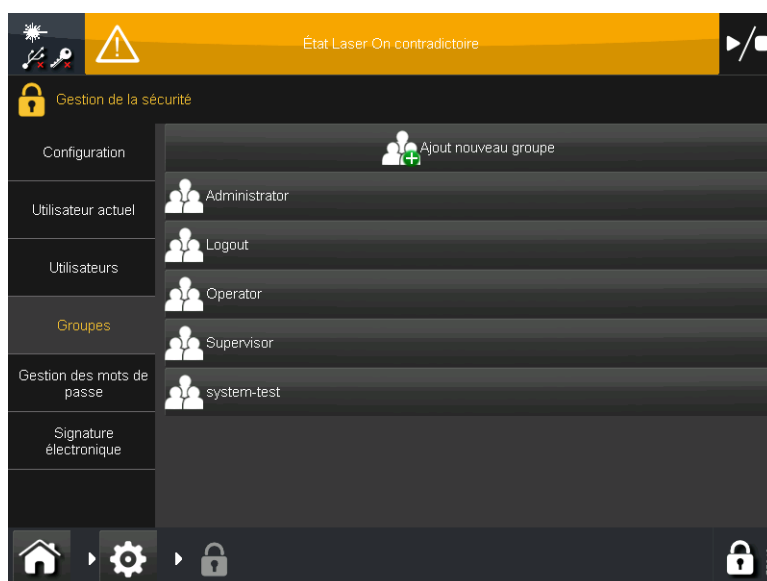 État Laser On contradictoire
Gestion de la sécurité
Configuration
Utilisateur actuel
Utilisateurs
Groupes
Gestion des mots de
passe
Signature
électronique
Ajout nouveau groupe
Administrator
Logout
Operator
Supervisor
system-test